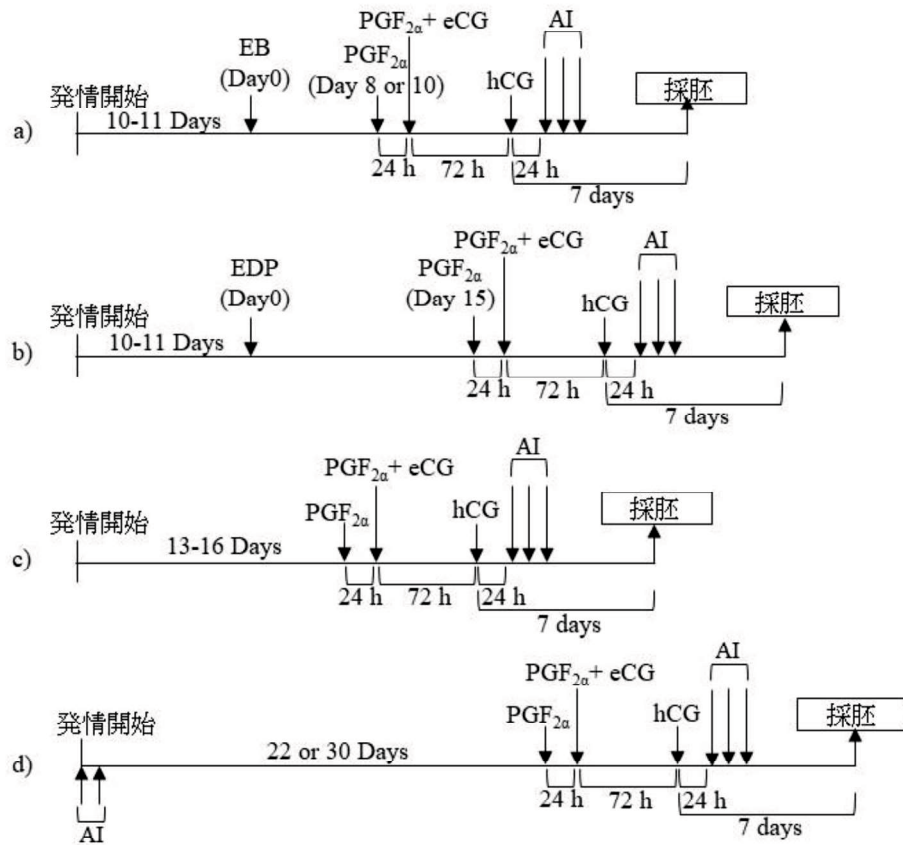 PGF2α+ eCG
EB
(Day0)
PGF2α
(Day 8 or 10)
hCG
AI
発情開始
採胚
a)
10-11 Days
24 h
72 h
24 h
7 days
PGF2α+ eCG
EDP
(Day0)
PGF2α
(Day 15)
hCG
AI
発情開始
採胚
b)
10-11 Days
24 h
72 h
24 h
7 days
PGF2α+ eCG
AI
PGF2α
hCG
発情開始
採胚
c)
13-16 Days
24 h
72 h
24 h
7 days
PGF2α+ eCG
AI
PGF2α
hCG
発情開始
採胚
d)
22 or 30 Days
24 h
72 h
24 h
AI
7 days